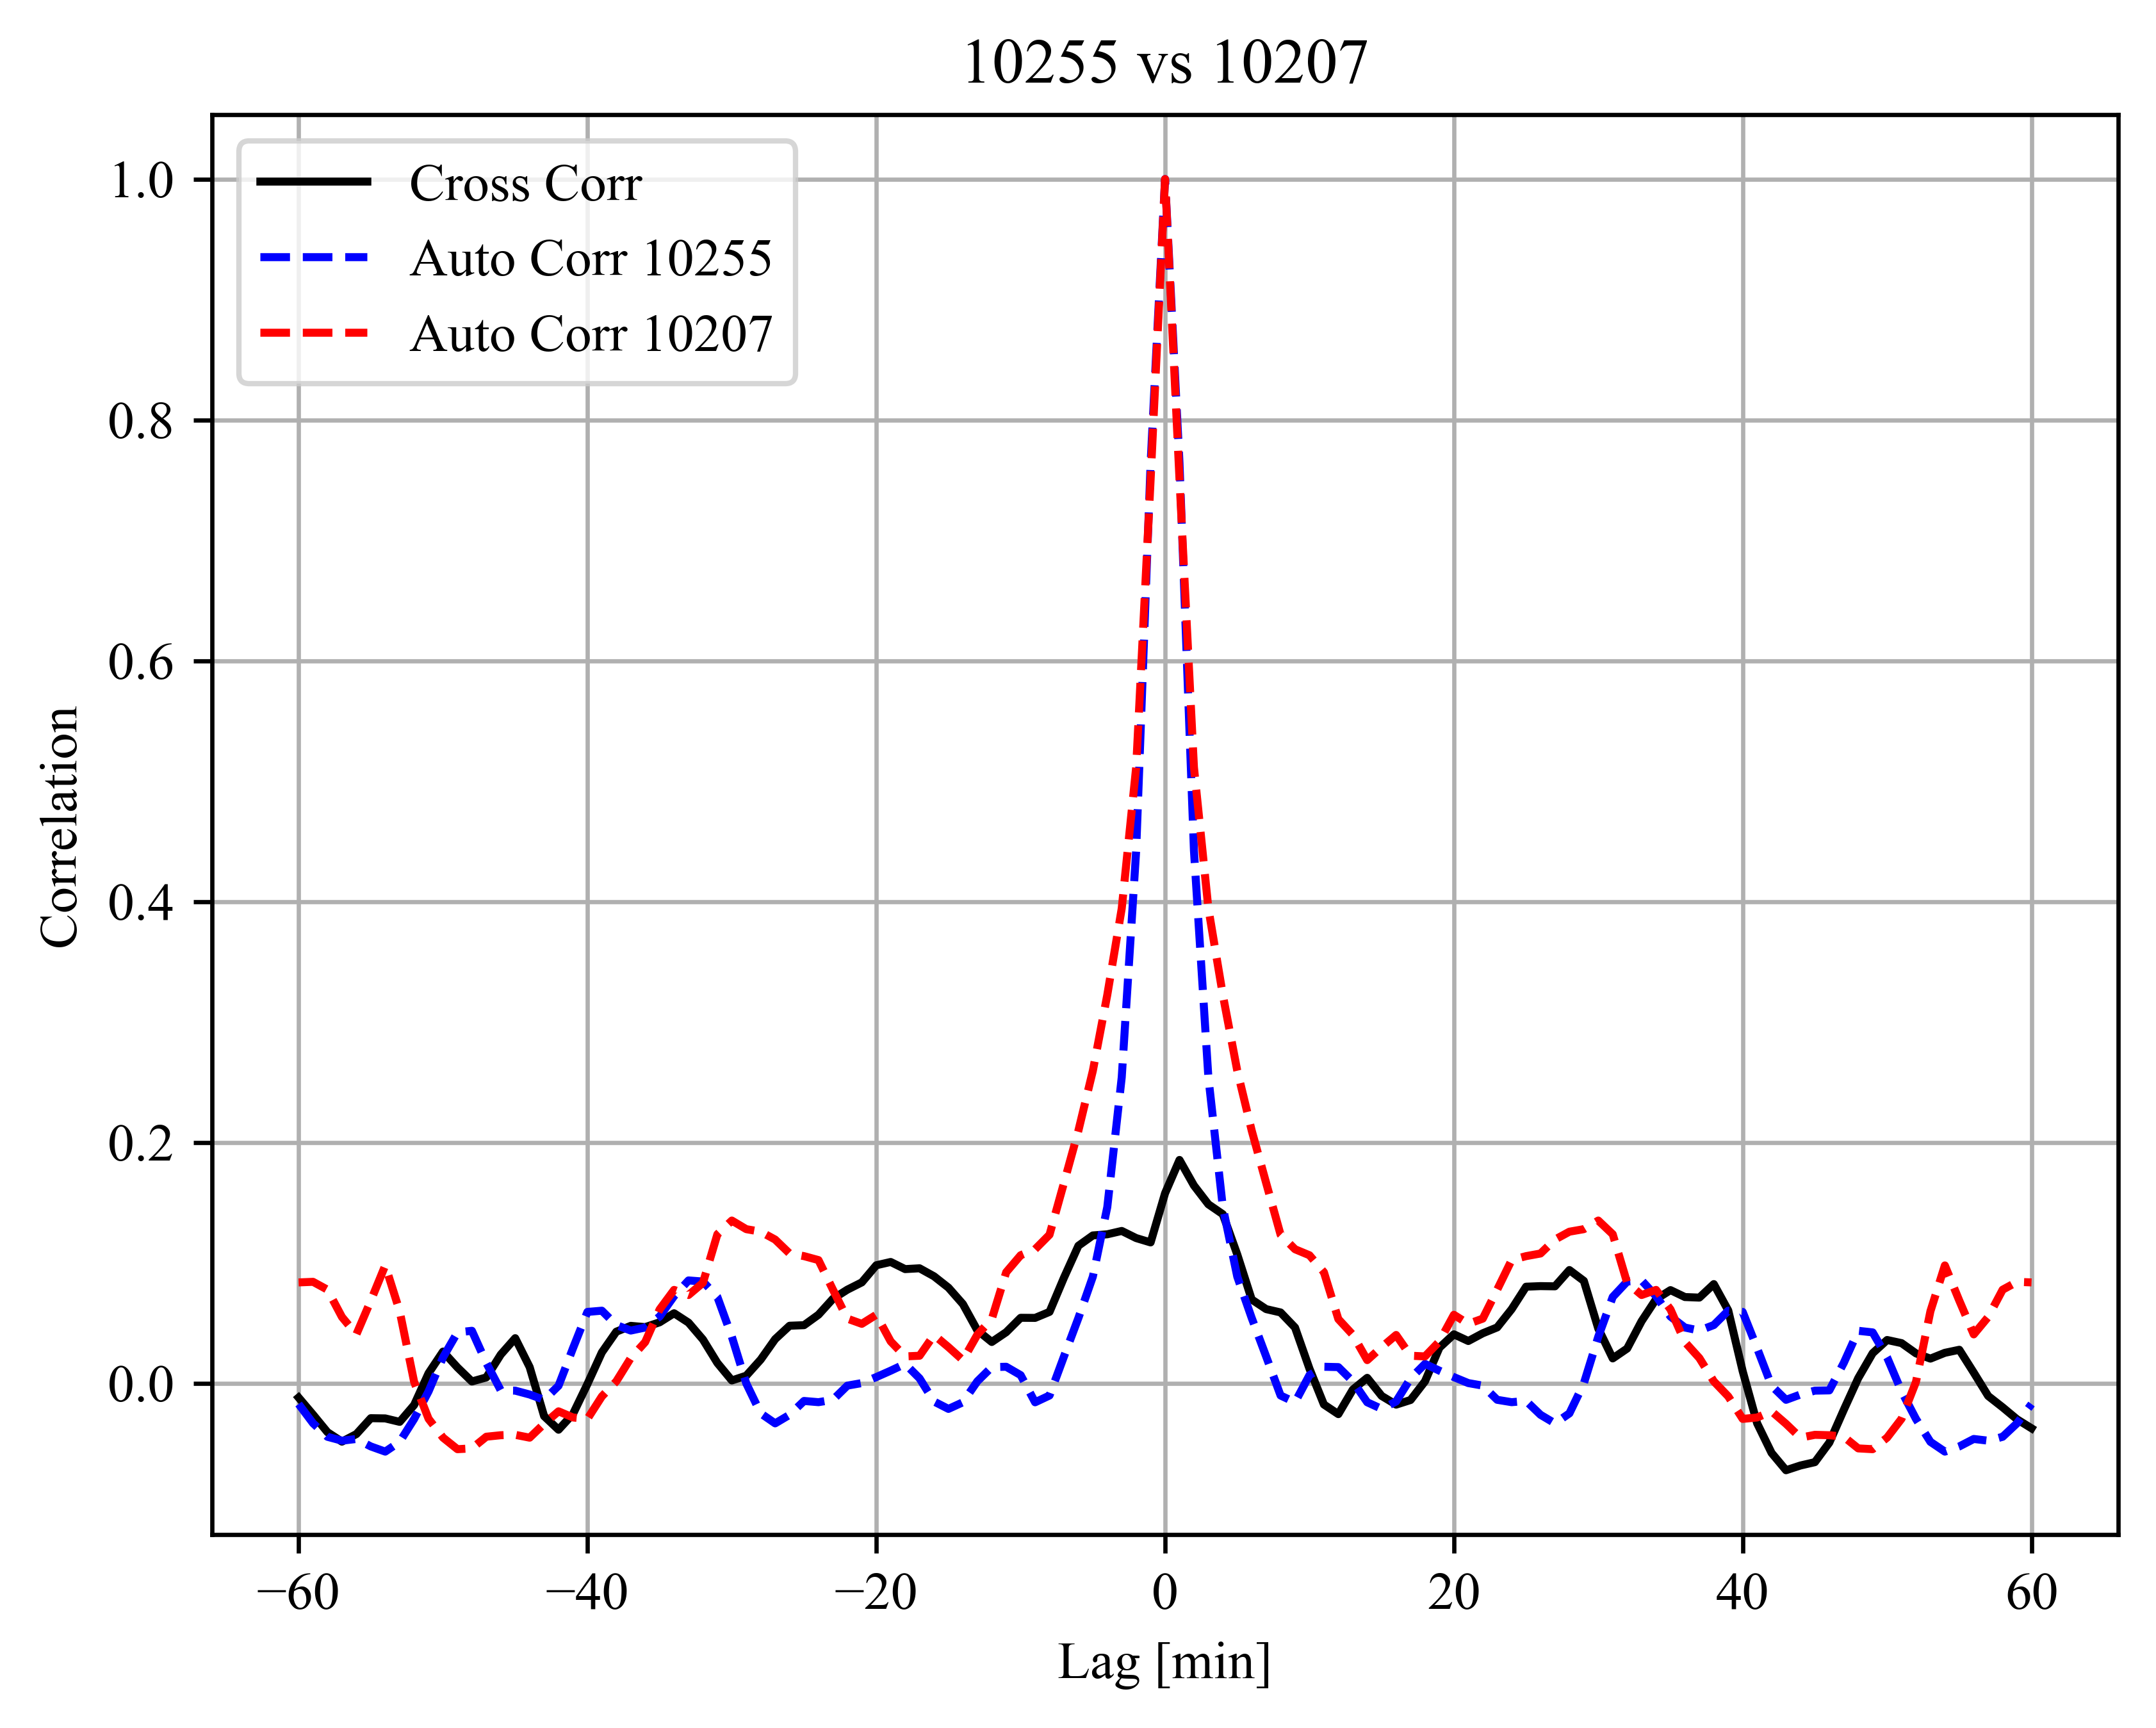 10255 vs 10207
Cross Corr
Auto Corr 10255
Auto Corr 10207
1.0
0.8
0.6
0.4
0.2
0.0
Correlation
−60 −40 −20 0 20 40 60
Lag [min]